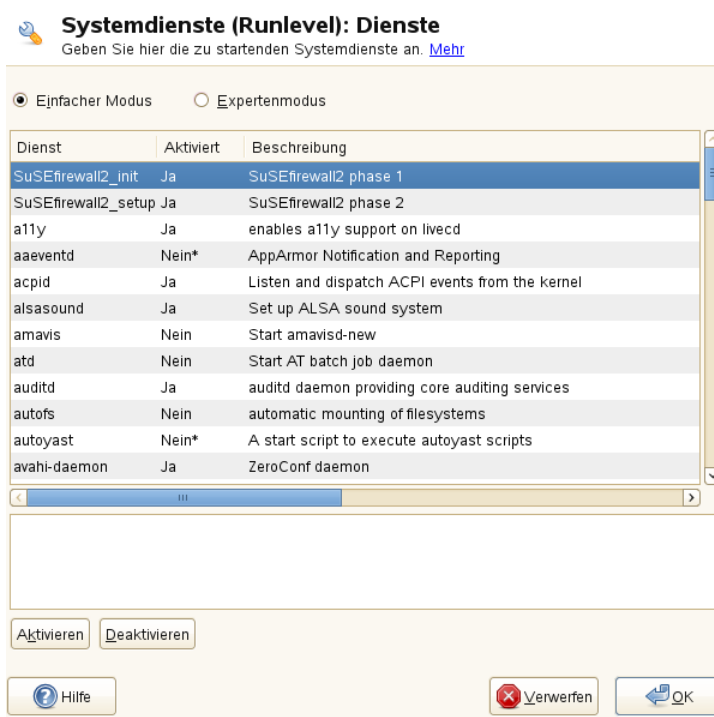 Systemdienste (Runlevel): Dienste
Geben Sie hier die zu startenden Systemdienste an. Mehr
Einfacher Modus Expertenmodus
Dienst Aktiviert Beschreibung
SuSEfirewall2_init Ja SuSEfirewall2 phase 1
SuSEfirewall2_setup Ja SuSEfirewall2 phase 2
a11y Ja enables a11y support on livecd
aaeventd Nein* AppArmor Notification and Reporting
acpid Ja Listen and dispatch ACPI events from the kernel
alsasound Ja Set up ALSA sound system
amavis Nein Start amavisd-new
atd Nein Start AT batch job daemon
auditd Ja auditd daemon providing core auditing services
autofs Nein automatic mounting of filesystems
autoyast Nein* A start script to execute autoyast scripts
avahi-daemon Ja ZeroConf daemon
Aktivieren Deaktivieren
Hilfe Verwerfen OK